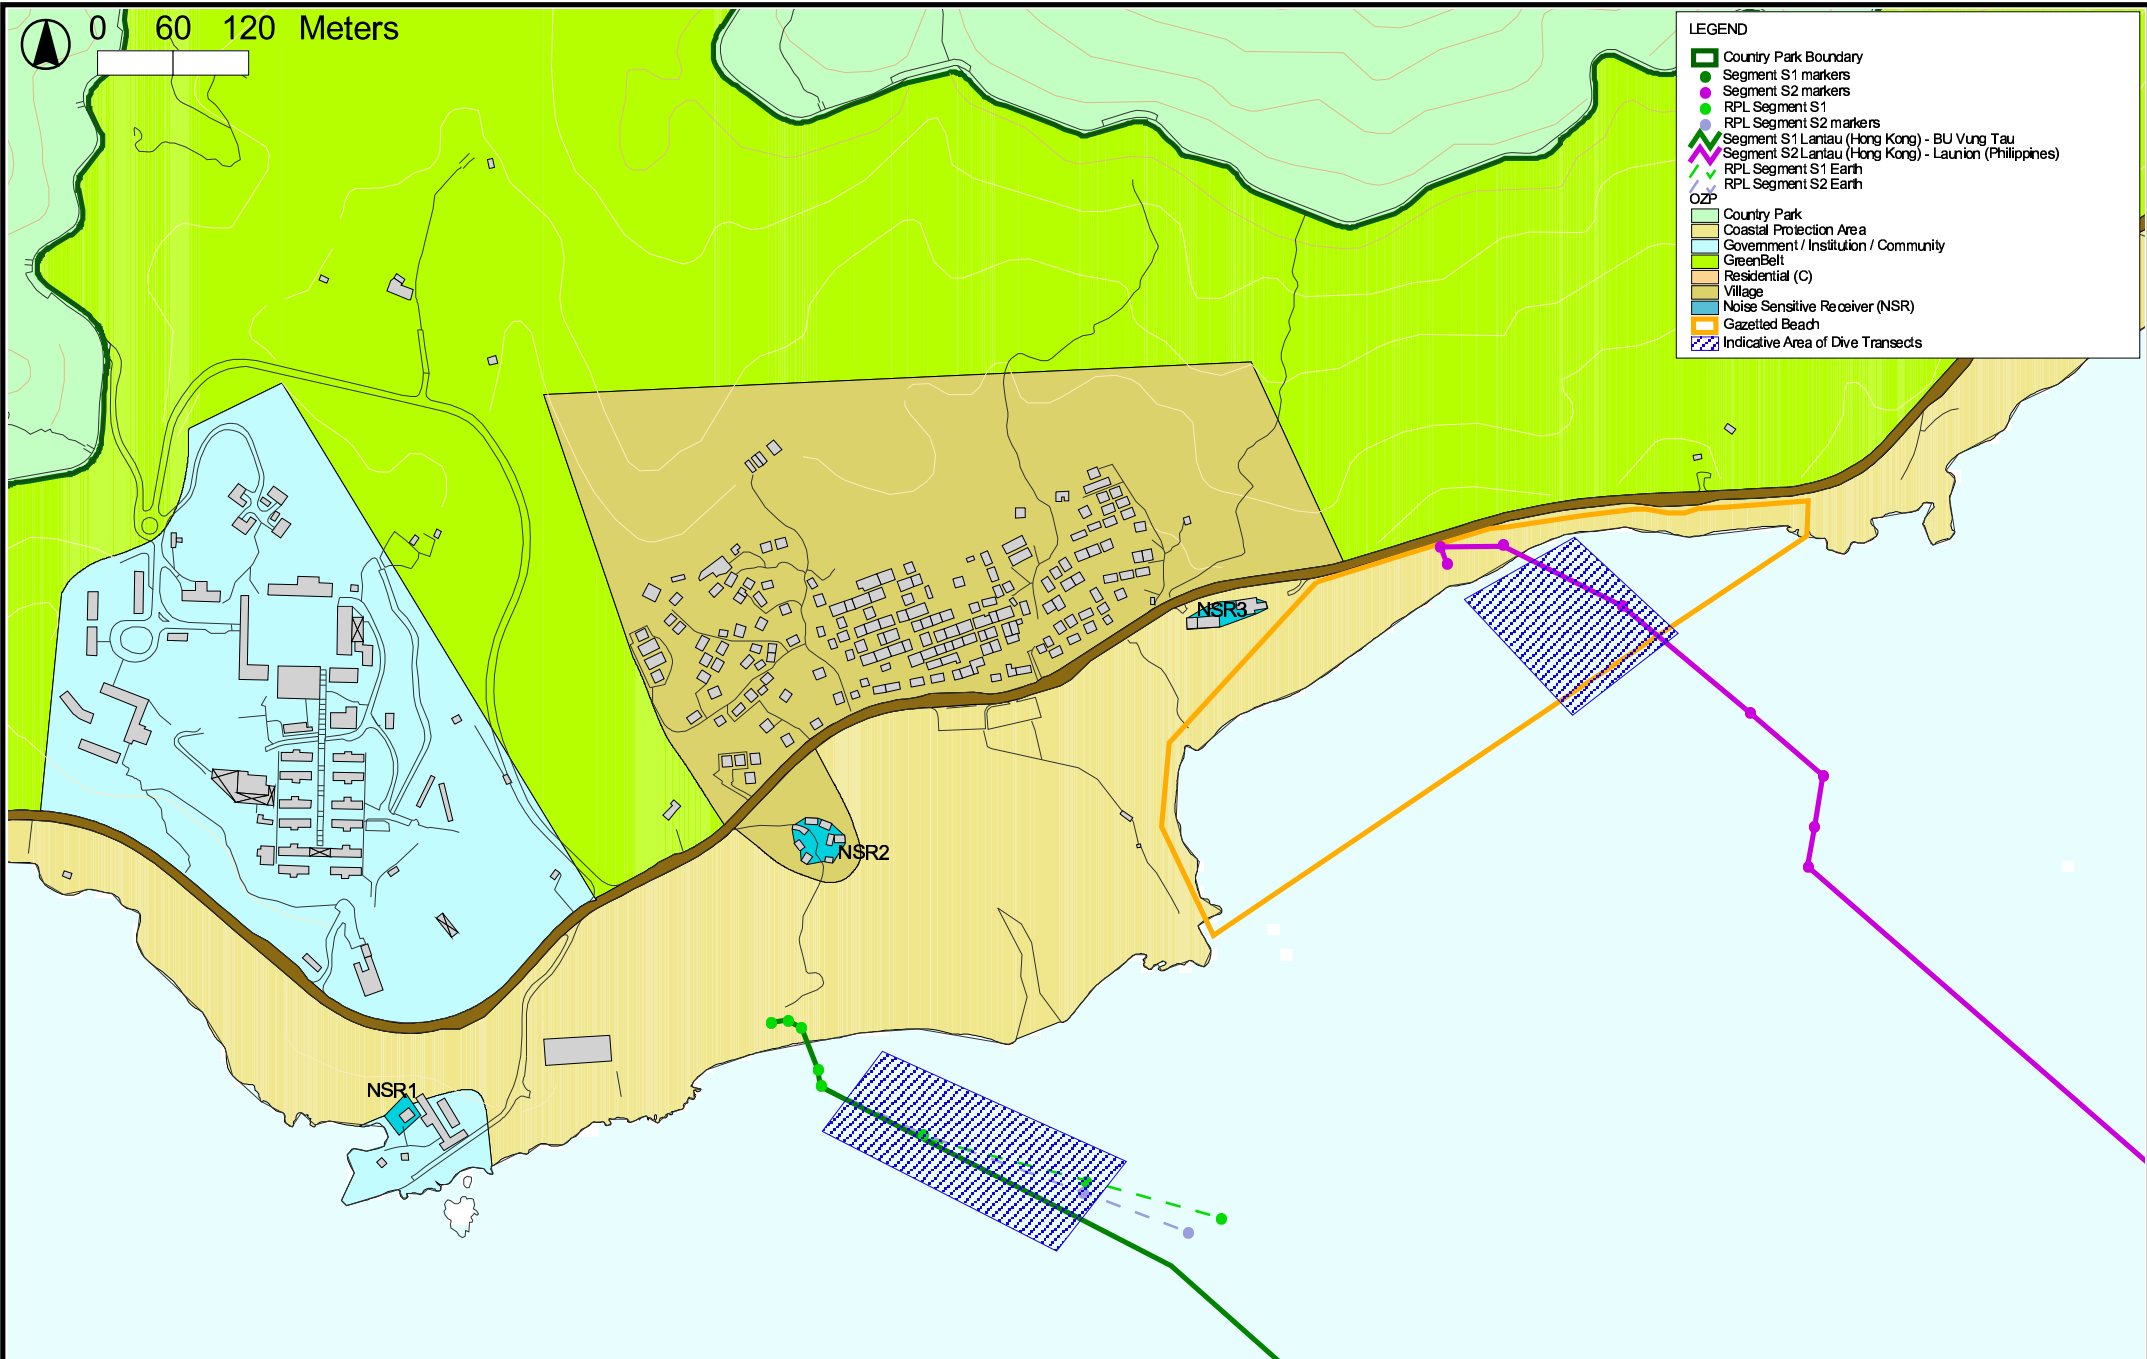 0 60 120 Meters
LEGEND
Country Park Boundary
Segment S1 markers
Segment S2 markers
RPL Segment S1
RPL Segment S2 markers
Segment S1 Lantau (Hong Kong) - BU Vung Tau
Segment S2 Lantau (Hong Kong) - Launion (Philippines)
RPL Segment S1 Earth
RPL Segment S2 Earth
OZP
Country Park
Coastal Protection Area
Government / Institution / Community
GreenBelt
Residential (C)
Village
Noise Sensitive Receiver (NSR)
Gazetted Beach
Indicative Area of Dive Transects
NSR3
NSR2
NSR1